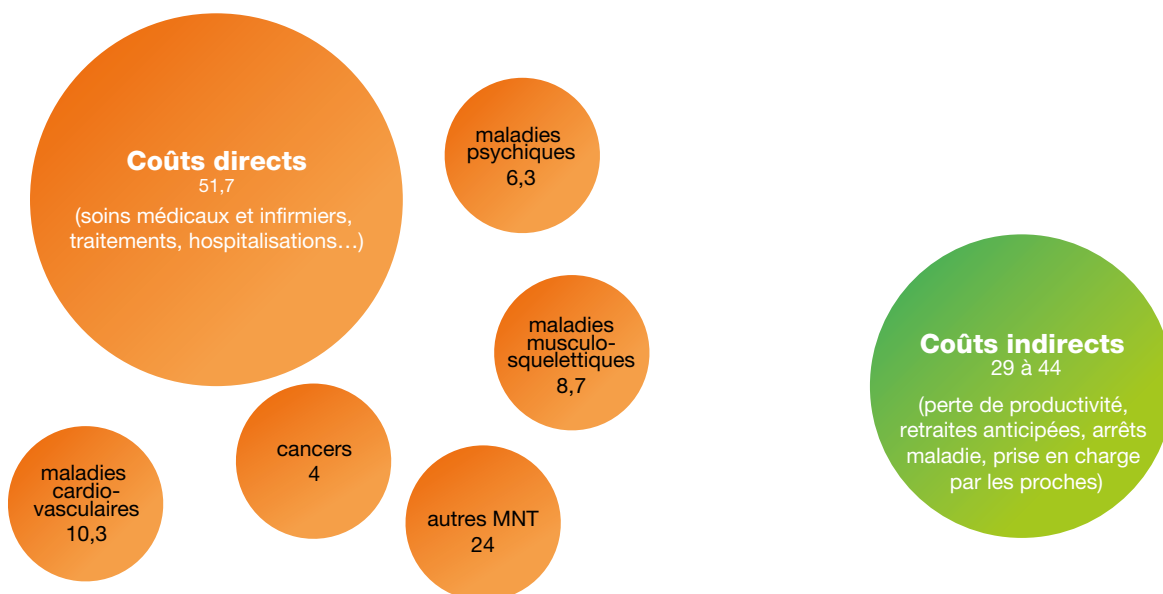 Coûts directs
51,7
(soins médicaux et infirmiers,
traitements, hospitalisations…)
maladies
psychiques
6,3
maladies
musculo-
squelettiques
8,7
cancers
4
maladies
cardio-
vasculaires
10,3
autres MNT
24
Coûts indirects
29 à 44
(perte de productivité,
retraites anticipées, arrêts
maladie, prise en charge
par les proches)